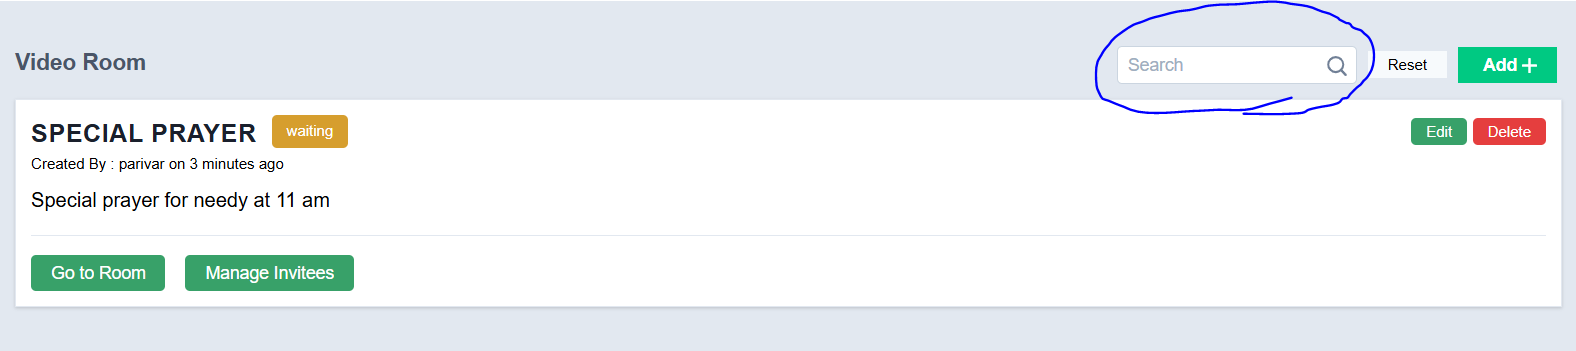 Video Room
Search
Reset
Add +
SPECIAL PRAYER
waiting
Edit
Delete
Created By : parivar on 3 minutes ago
Special prayer for needy at 11 am
Go to Room
Manage Invitees